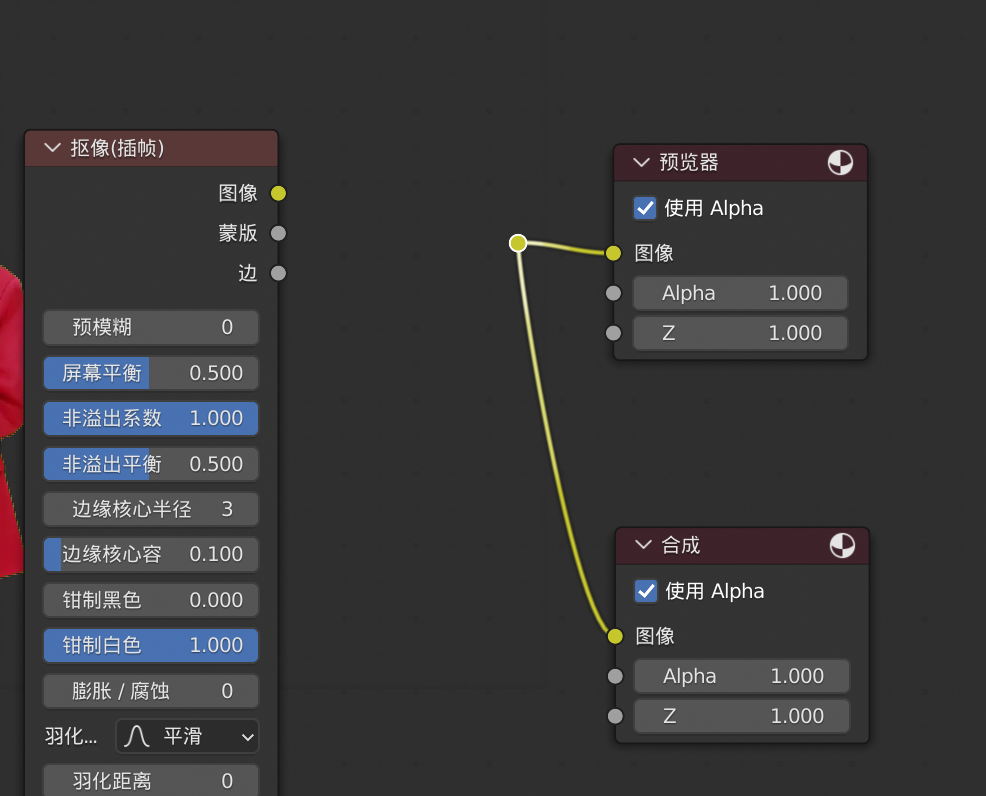 抠像(插帧)
图像
蒙版
边
预模糊 0
屏幕平衡 0.500
非溢出系数 1.000
非溢出平衡 0.500
边缘核心半径 3
边缘核心容 0.100
钳制黑色 0.000
钳制白色 1.000
膨胀 / 腐蚀 0
羽化... 平滑
羽化距离 0
预览器
使用 Alpha
图像
Alpha 1.000
Z 1.000
合成
使用 Alpha
图像
Alpha 1.000
Z 1.000